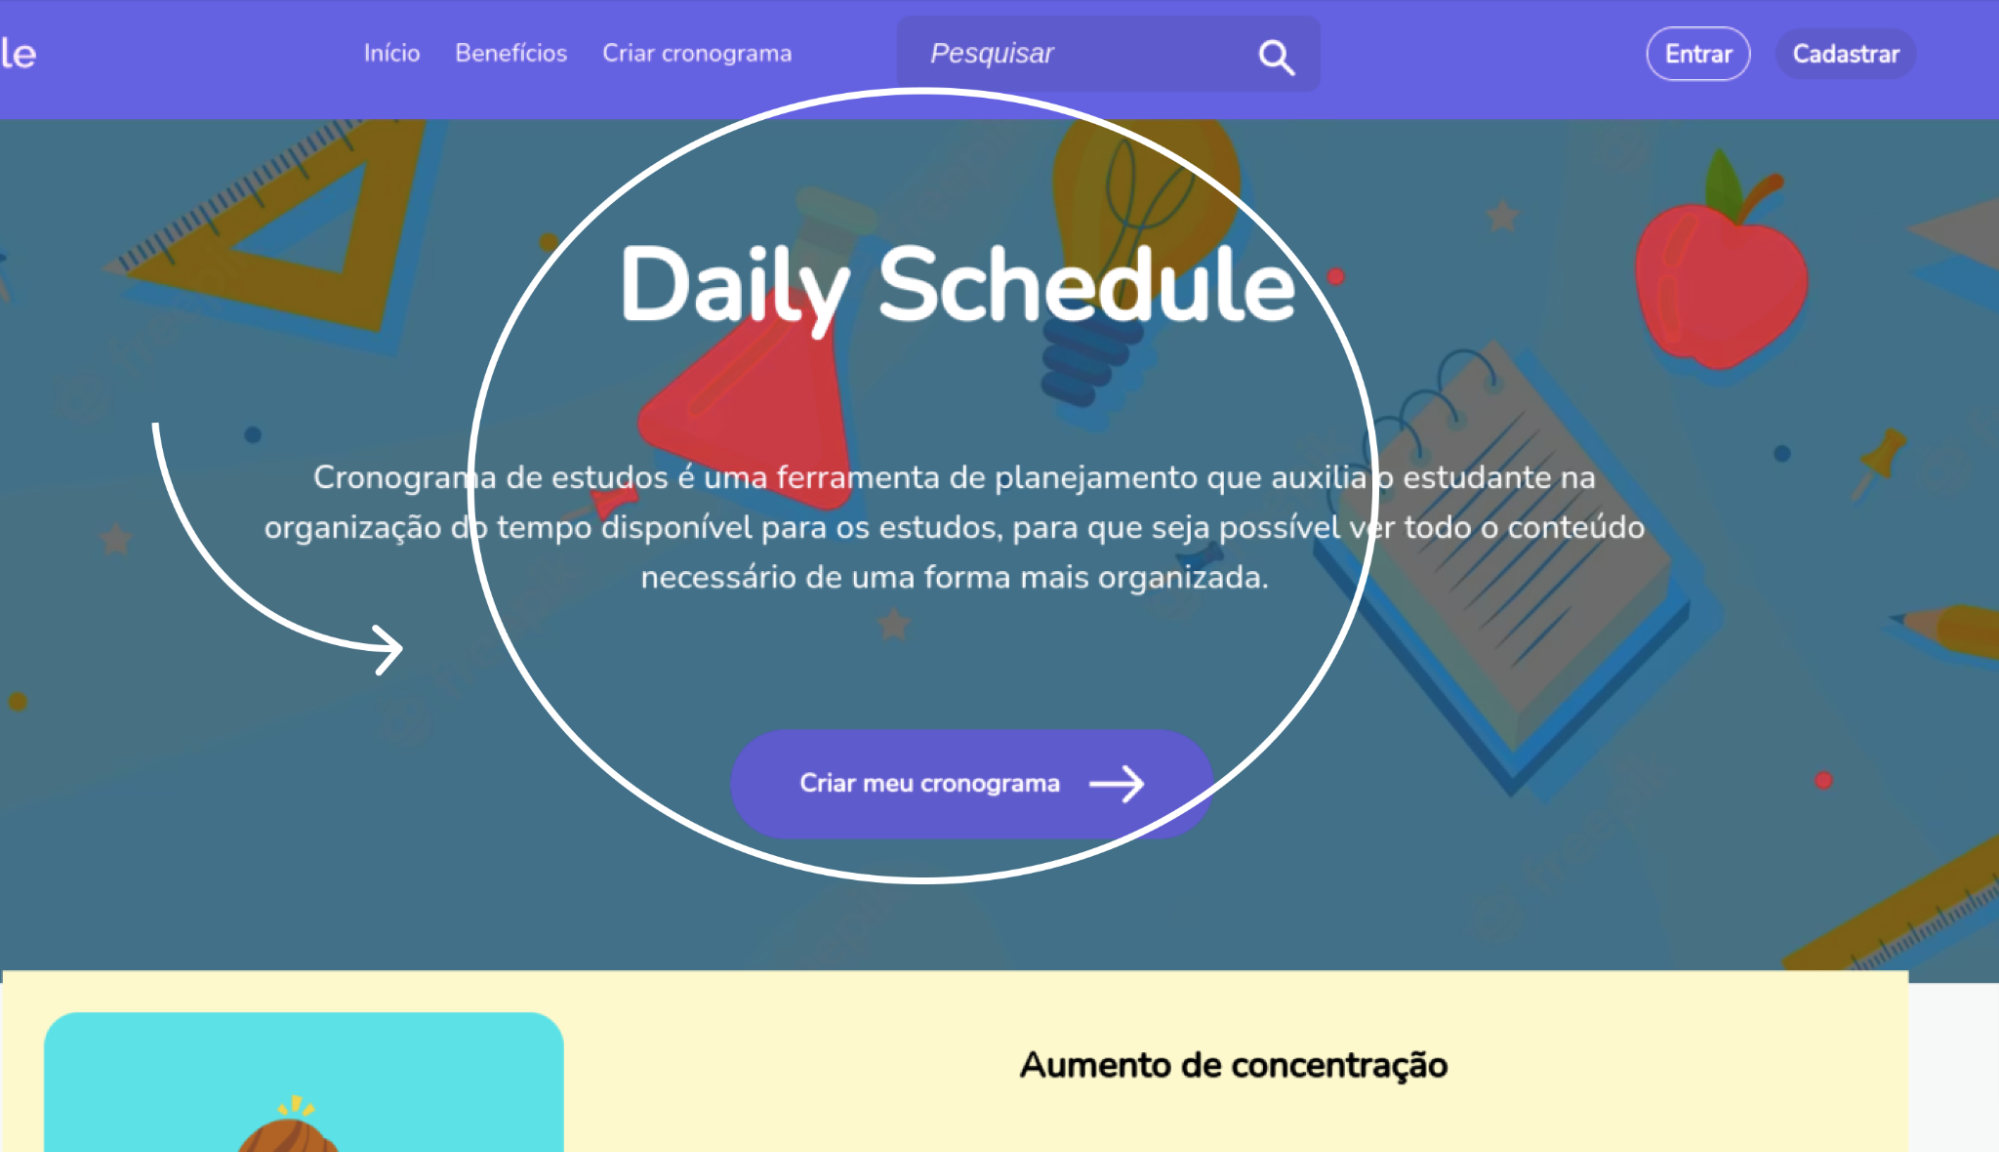 le
Início Benefícios Criar cronograma Pesquisar Entrar Cadastrar
Daily Schedule
Cronograma de estudos é uma ferramenta de planejamento que auxilia o estudante na
organização do tempo disponível para os estudos, para que seja possível ver todo o conteúdo
necessário de uma forma mais organizada.
Criar meu cronograma
Aumento de concentração